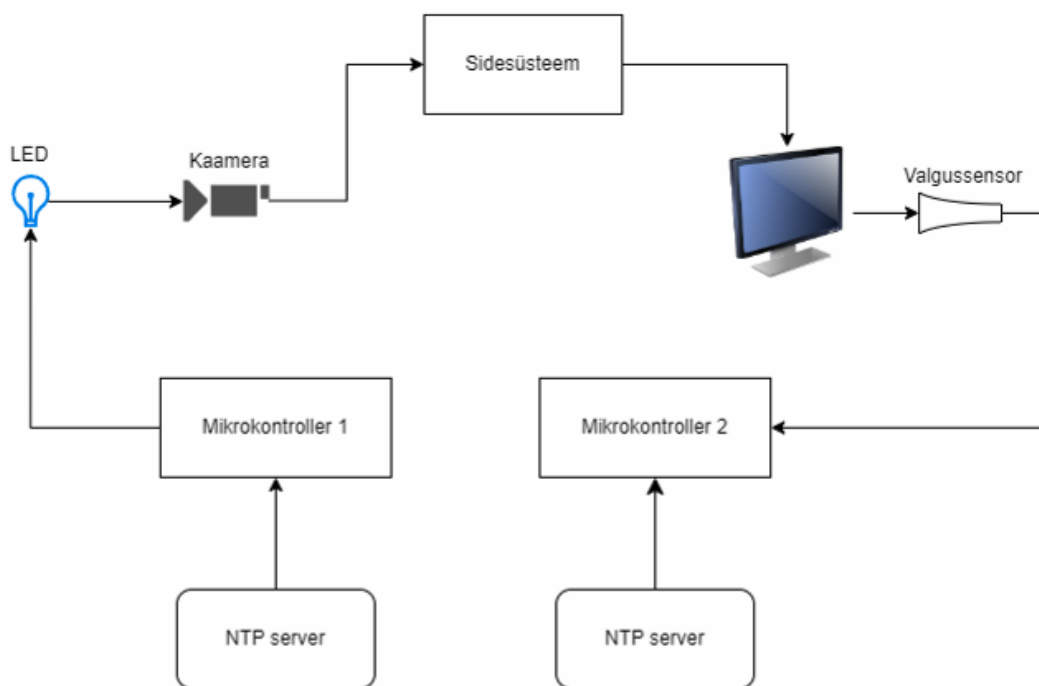 Sidesüsteem
LED
Kaamera
Valgussensor
Mikrokontroller 1
Mikrokontroller 2
NTP server
NTP server